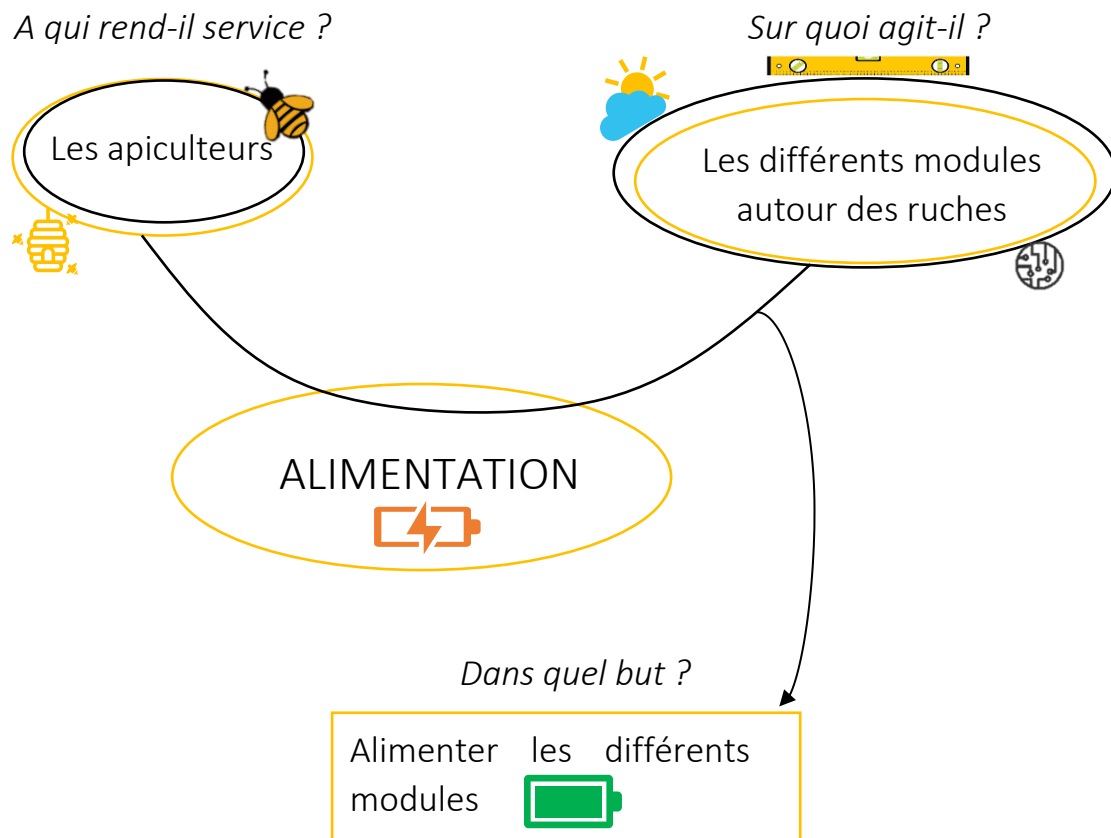 A qui rend-il service ?
Sur quoi agit-il ?
Les apiculteurs
Les différents modules
autour des ruches
ALIMENTATION
Dans quel but ?
Alimenter les différents
modules